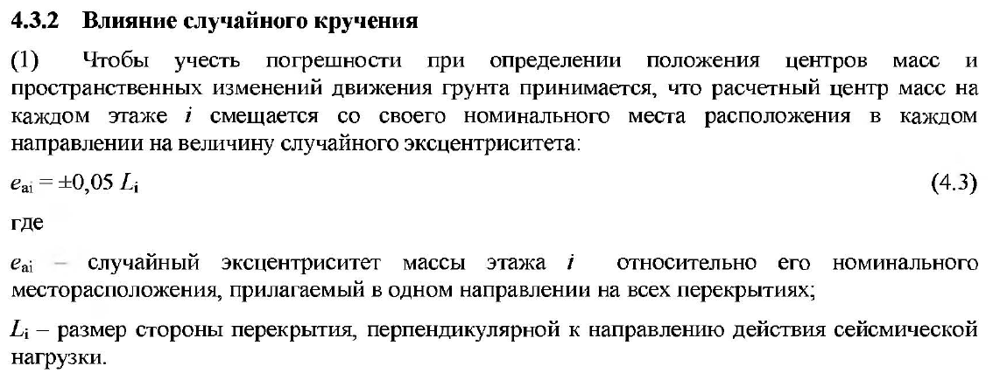 4.3.2 Влияние случайного кручения
(1) Чтобы учесть погрешности при определении положения центров масс и
пространственных изменений движения грунта принимается, что расчетный центр масс на
каждом этаже i смещается со своего номинального места расположения в каждом
направлении на величину случайного эксцентриситета:
eai = ±0,05 Li (4.3)
где
eai – случайный эксцентриситет массы этажа i относительно его номинального
месторасположения, прилагаемый в одном направлении на всех перекрытиях;
Li – размер стороны перекрытия, перпендикулярной к направлению действия сейсмической
нагрузки.